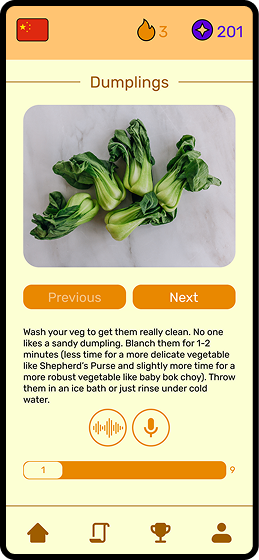 3
201
Dumplings
Previous
Next
Wash your veg to get them really clean. No one
likes a sandy dumpling. Blanch them for 1-2
minutes (less time for a more delicate vegetable
like Shepherd's Purse and slightly more time for a
more robust vegetable like baby bok choy). Throw
them in an ice bath or just rinse under cold
water.
1
9